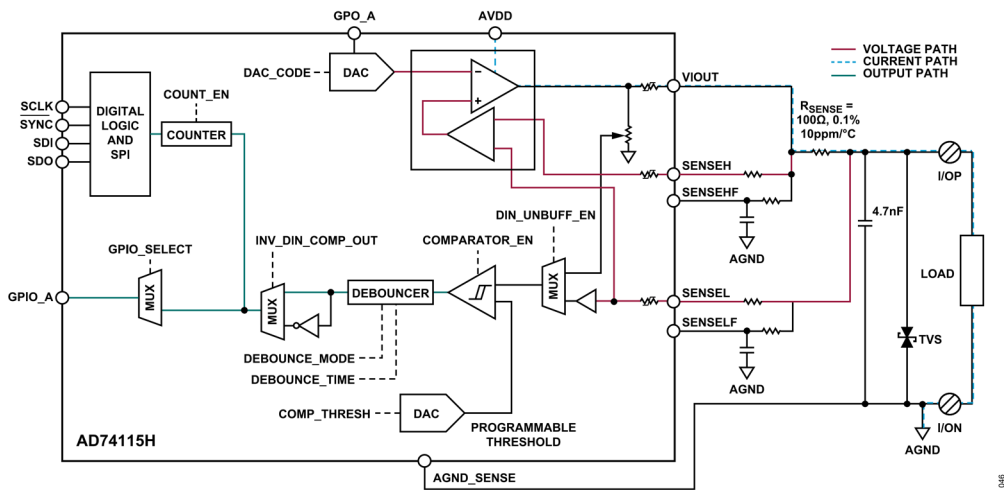 GPO_A
AVDD
VOLTAGE PATH
CURRENT PATH
OUTPUT PATH
DAC_CODE
DAC
−
+
VIOUT
RSENSE =
100Ω, 0.1%
10ppm/°C
SCLK
SYNC
SDI
SDO
DIGITAL
LOGIC
AND
SPI
COUNT_EN
COUNTER
SENSEH
SENSEHF
I/OP
4.7nF
AGND
DIN_UNBUFF_EN
INV_DIN_COMP_OUT
COMPARATOR_EN
GPIO_SELECT
LOAD
GPIO_A
MUX
MUX
DEBOUNCER
MUX
SENSEL
SENSELF
TVS
DEBOUNCE_MODE
DEBOUNCE_TIME
AGND
COMP_THRESH
DAC
PROGRAMMABLE
THRESHOLD
I/ON
AGND
AD74115H
AGND_SENSE
046